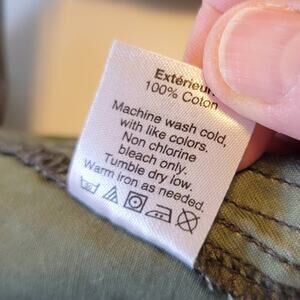 Extérieur:
100% Coton
Machine wash cold,
with like colors.
Non chlorine
bleach only.
Tumble dry low.
Warm iron as needed.